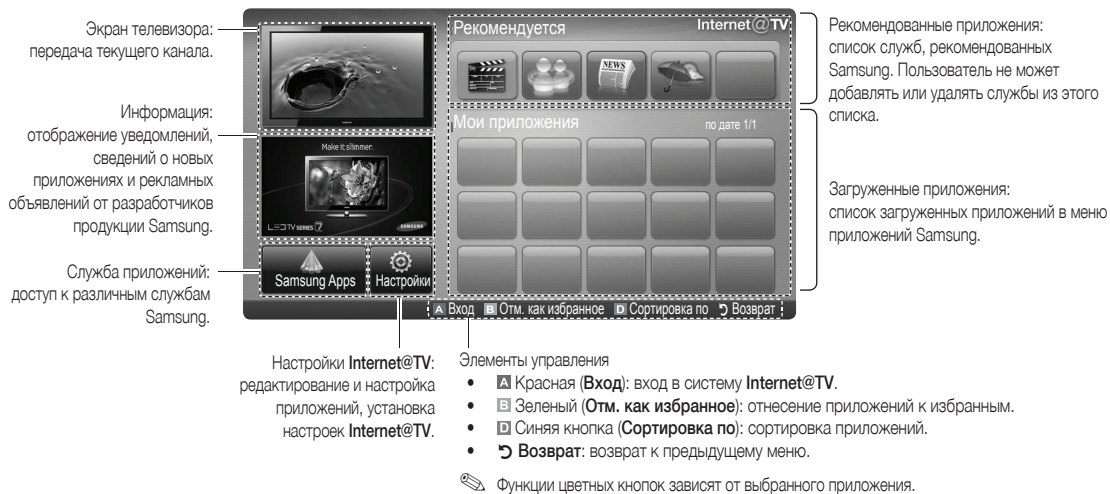 Экран телевизора:
передача текущего канала.
Информация:
отображение уведомлений,
сведений о новых
приложениях и рекламных
объявлений от разработчиков
продукции Samsung.
Служба приложений:
доступ к различным службам
Samsung.
Make it slimmer.
LED TV SERIES 7
SAMSUNG
Samsung Apps
Настройки
Рекомендуется
Internet@TV
NEWS
Мои приложения
по дате 1/1
A Вход B Отм. как избранное D Сортировка по Возврат
Рекомендованные приложения:
список служб, рекомендованных
Samsung. Пользователь не может
добавлять или удалять службы из этого
списка.
Загруженные приложения:
список загруженных приложений в меню
приложений Samsung.
Настройки Internet@TV:
редактирование и настройка
приложений, установка
настроек Internet@TV.
Элементы управления
• A Красная (Вход): вход в систему Internet@TV.
• B Зеленый (Отм. как избранное): отнесение приложений к избранным.
• D Синяя кнопка (Сортировка по): сортировка приложений.
• Возврат: возврат к предыдущему меню.
Функции цветных кнопок зависят от выбранного приложения.